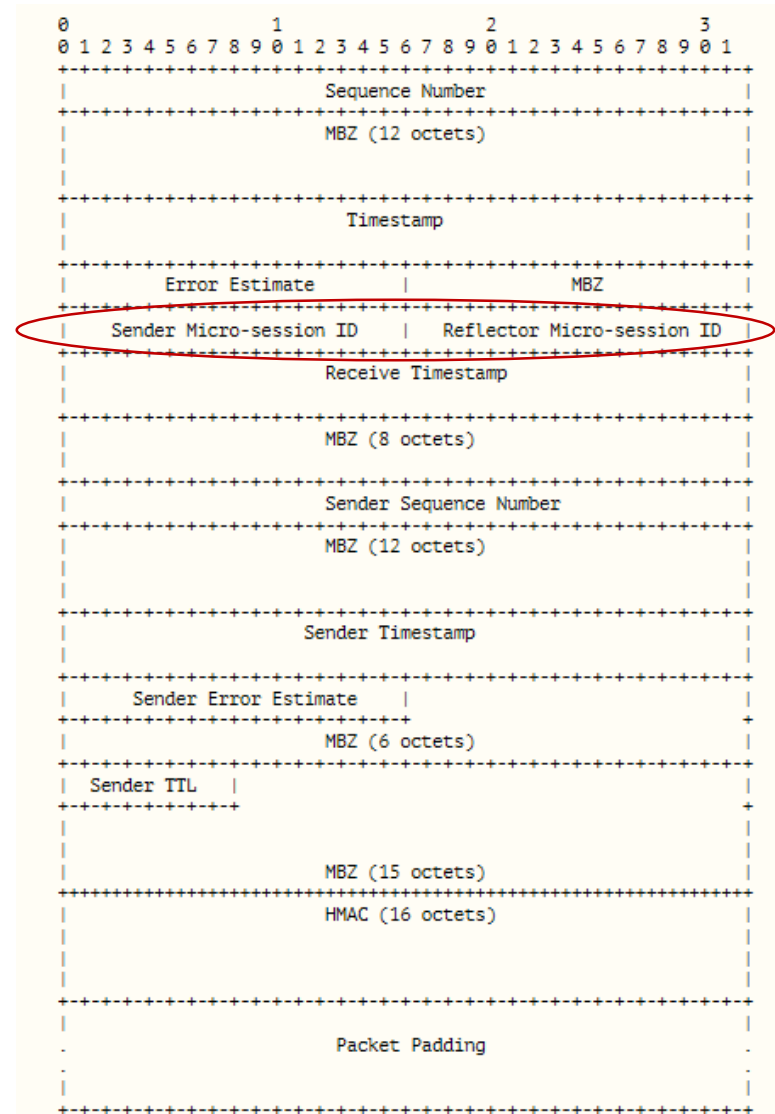 0                   1                   2                   3
0 1 2 3 4 5 6 7 8 9 0 1 2 3 4 5 6 7 8 9 0 1 2 3 4 5 6 7 8 9 0 1
Sequence Number
MBZ (12 octets)
Timestamp
Error Estimate | MBZ
Sender Micro-session ID | Reflector Micro-session ID
Receive Timestamp
MBZ (8 octets)
Sender Sequence Number
MBZ (12 octets)
Sender Timestamp
Sender Error Estimate
MBZ (6 octets)
Sender TTL
MBZ (15 octets)
HMAC (16 octets)
Packet Padding